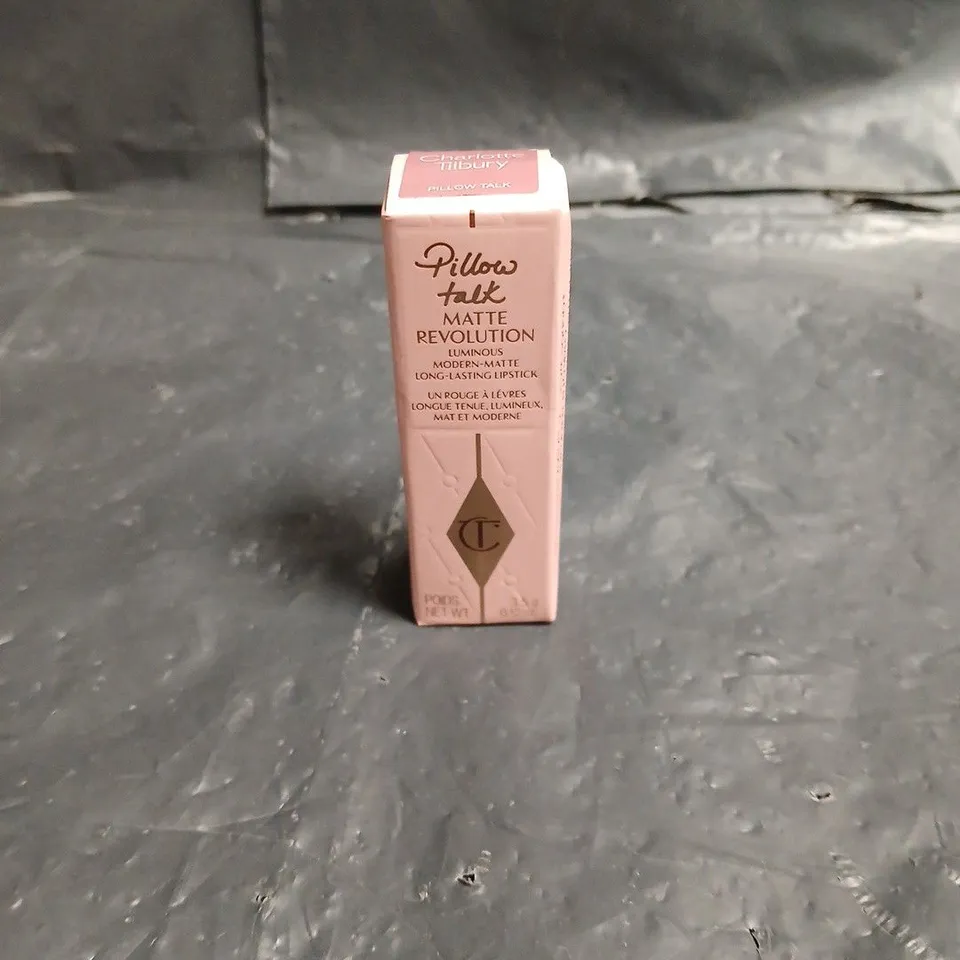 Charlotte
Tilbury
PILLOW TALK
Pillow
talk
MATTE
REVOLUTION
LUMINOUS
MODERN-MATTE
LONG-LASTING LIPSTICK
UN ROUGE À LÈVRES
LONGUE TENUE, LUMINEUX,
MAT ET MODERNE
CT
POIDS
NET WT